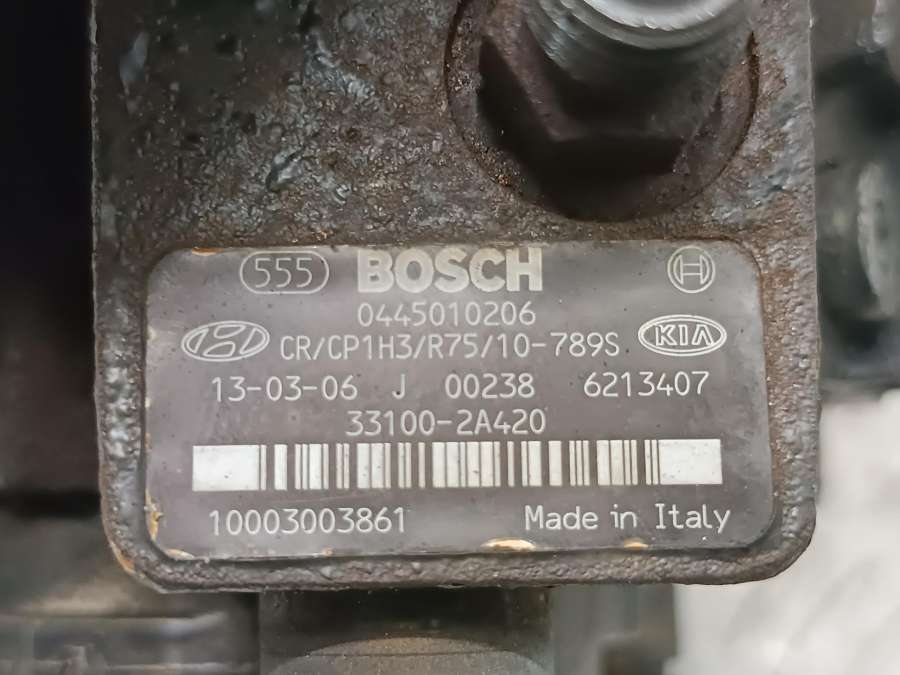 555 BOSCH
0445010206
CR/CP1H3/R75/10-789S KIA
13-03-06 J 00238 6213407
33100-2A420
10003003861 Made in Italy